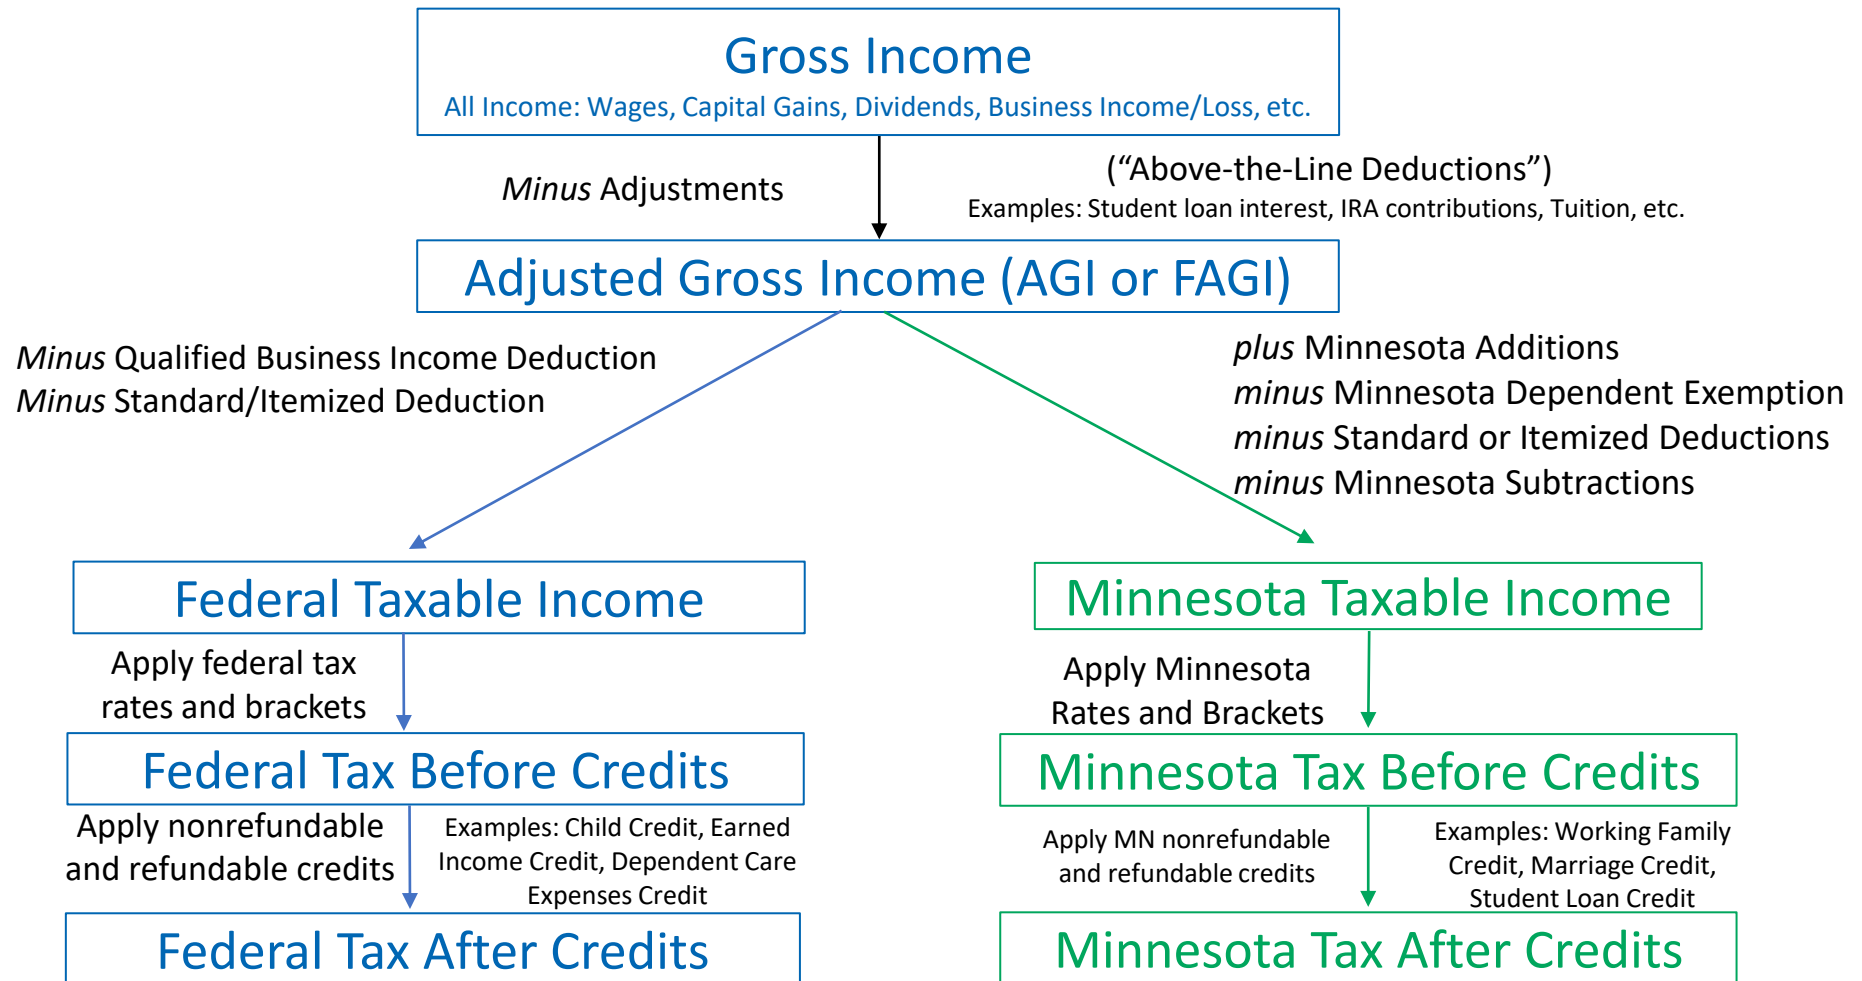 Gross Income
All Income: Wages, Capital Gains, Dividends, Business Income/Loss, etc.
Minus Adjustments
(“Above-the-Line Deductions”)
Examples: Student loan interest, IRA contributions, Tuition, etc.
Adjusted Gross Income (AGI or FAGI)
Minus Qualified Business Income Deduction
Minus Standard/Itemized Deduction
plus Minnesota Additions
minus Minnesota Dependent Exemption
minus Standard or Itemized Deductions
minus Minnesota Subtractions
Federal Taxable Income
Apply federal tax
rates and brackets
Federal Tax Before Credits
Apply nonrefundable
and refundable credits
Examples: Child Credit, Earned
Income Credit, Dependent Care
Expenses Credit
Federal Tax After Credits
Minnesota Taxable Income
Apply Minnesota
Rates and Brackets
Minnesota Tax Before Credits
Apply MN nonrefundable
and refundable credits
Examples: Working Family
Credit, Marriage Credit,
Student Loan Credit
Minnesota Tax After Credits